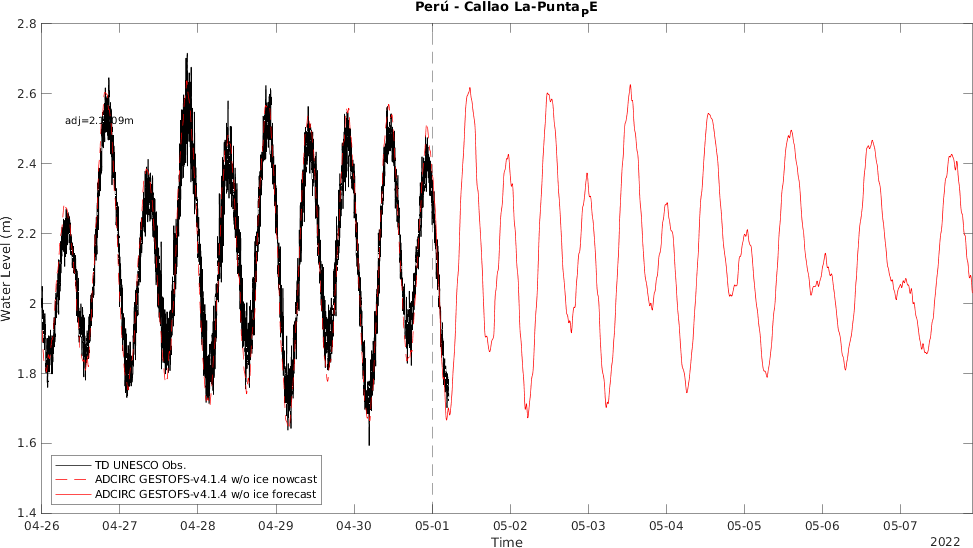 Perú - Callao La-PuntapE
2.8
2.6
2.4
2.2
2
1.8
1.6
1.4
Water Level (m)
TD UNESCO Obs.
ADCIRC GESTOFS-v4.1.4 w/o ice nowcast
ADCIRC GESTOFS-v4.1.4 w/o ice forecast
04-26 04-27 04-28 04-29 04-30 05-01 05-02 05-03 05-04 05-05 05-06 05-07
Time
2022